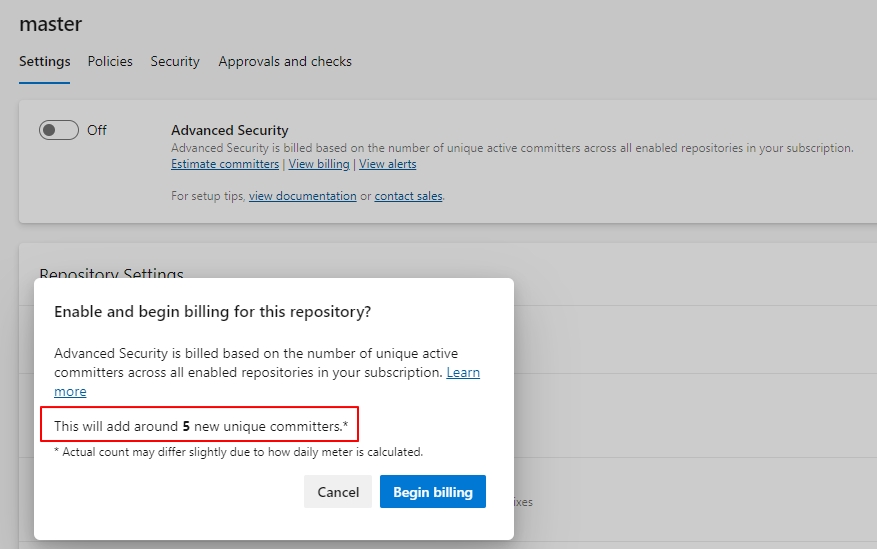 master
Settings Policies Security Approvals and checks
Off
Advanced Security
Advanced Security is billed based on the number of unique active committers across all enabled repositories in your subscription.
Estimate committers | View billing | View alerts
For setup tips, view documentation or contact sales.
Repository Settings
Enable and begin billing for this repository?
Advanced Security is billed based on the number of unique active
committers across all enabled repositories in your subscription. Learn
more
This will add around 5 new unique committers.*
* Actual count may differ slightly due to how daily meter is calculated.
Cancel Begin billing